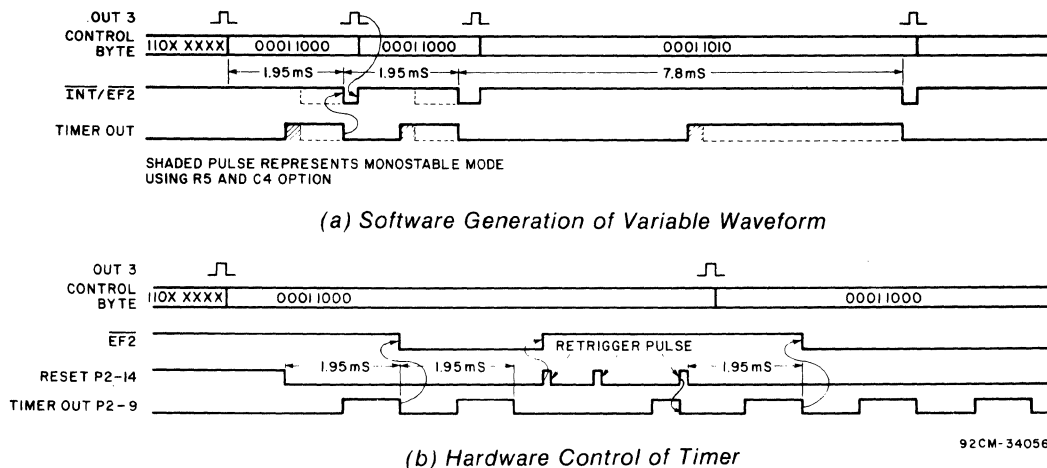 OUT 3
CONTROL BYTE
110X XXXX 00011000 00011000 00011010
1.95mS 1.95mS 7.8mS
INT/EF2
TIMER OUT
SHADED PULSE REPRESENTS MONOSTABLE MODE
USING R5 AND C4 OPTION
(a) Software Generation of Variable Waveform
OUT 3
CONTROL BYTE
110X XXXX 00011000 00011000
EF2
RETRIGGER PULSE
1.95mS 1.95mS 1.95mS
RESET P2-14
TIMER OUT P2-9
92CM-34056
(b) Hardware Control of Timer